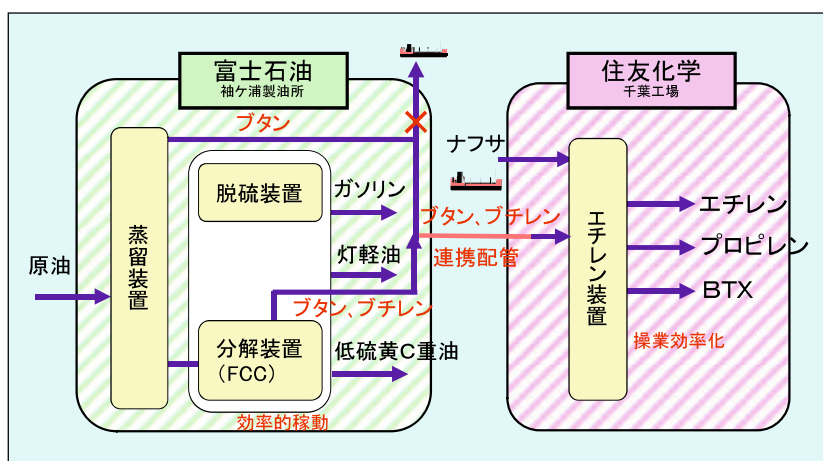 富士石油
袖ケ浦製油所
住友化学
千葉工場
ブタン
ナフサ
脱硫装置
ガソリン
ブタン、ブチレン
エチレン
蒸留装置
エチレン装置
原油
灯軽油
連携配管
プロピレン
ブタン、ブチレン
BTX
分解装置
(FCC)
低硫黄C重油
操業効率化
効率的稼動